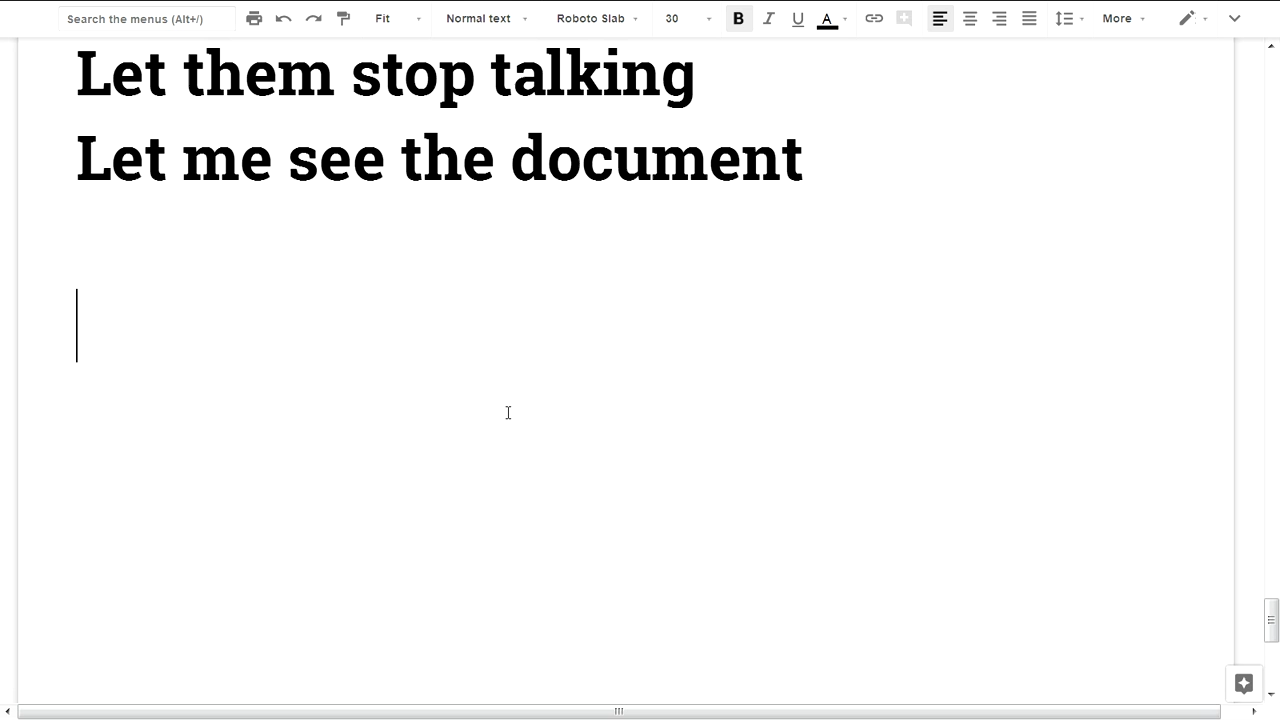 Search the menus (Alt+/) Fit Normal text Roboto Slab 30 B I U A More
Let them stop talking
Let me see the document